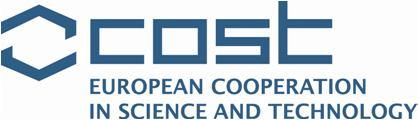 cost
EUROPEAN COOPERATION
IN SCIENCE AND TECHNOLOGY